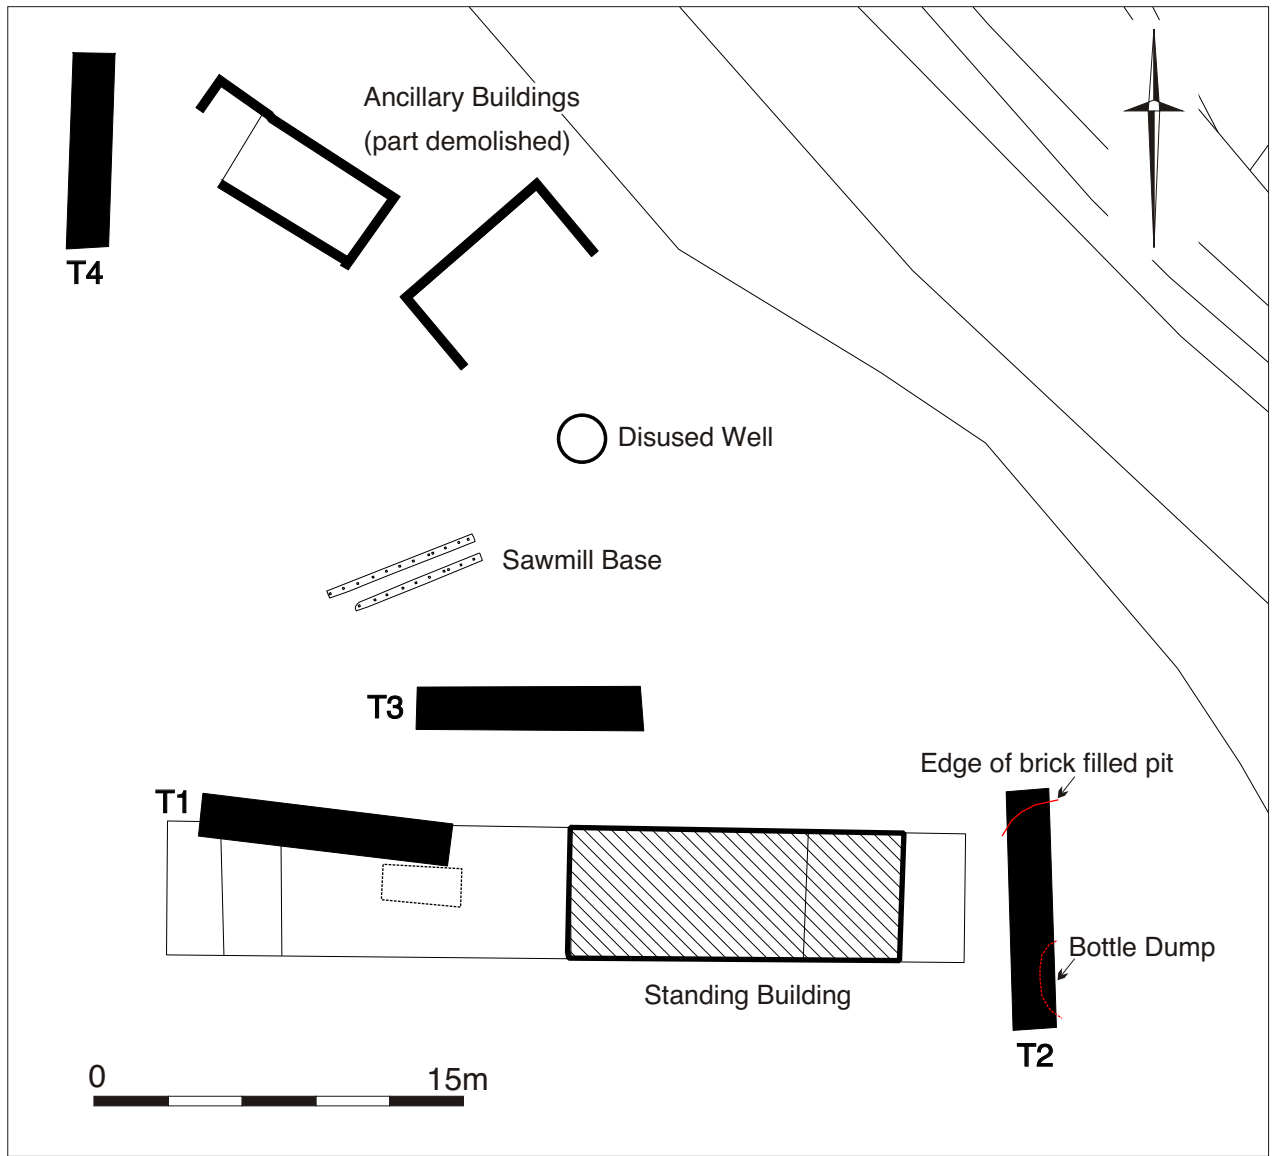 Ancillary Buildings
(part demolished)
T4
Disused Well
Sawmill Base
T3
Edge of brick filled pit
T1
Bottle Dump
Standing Building
T2
0 15m